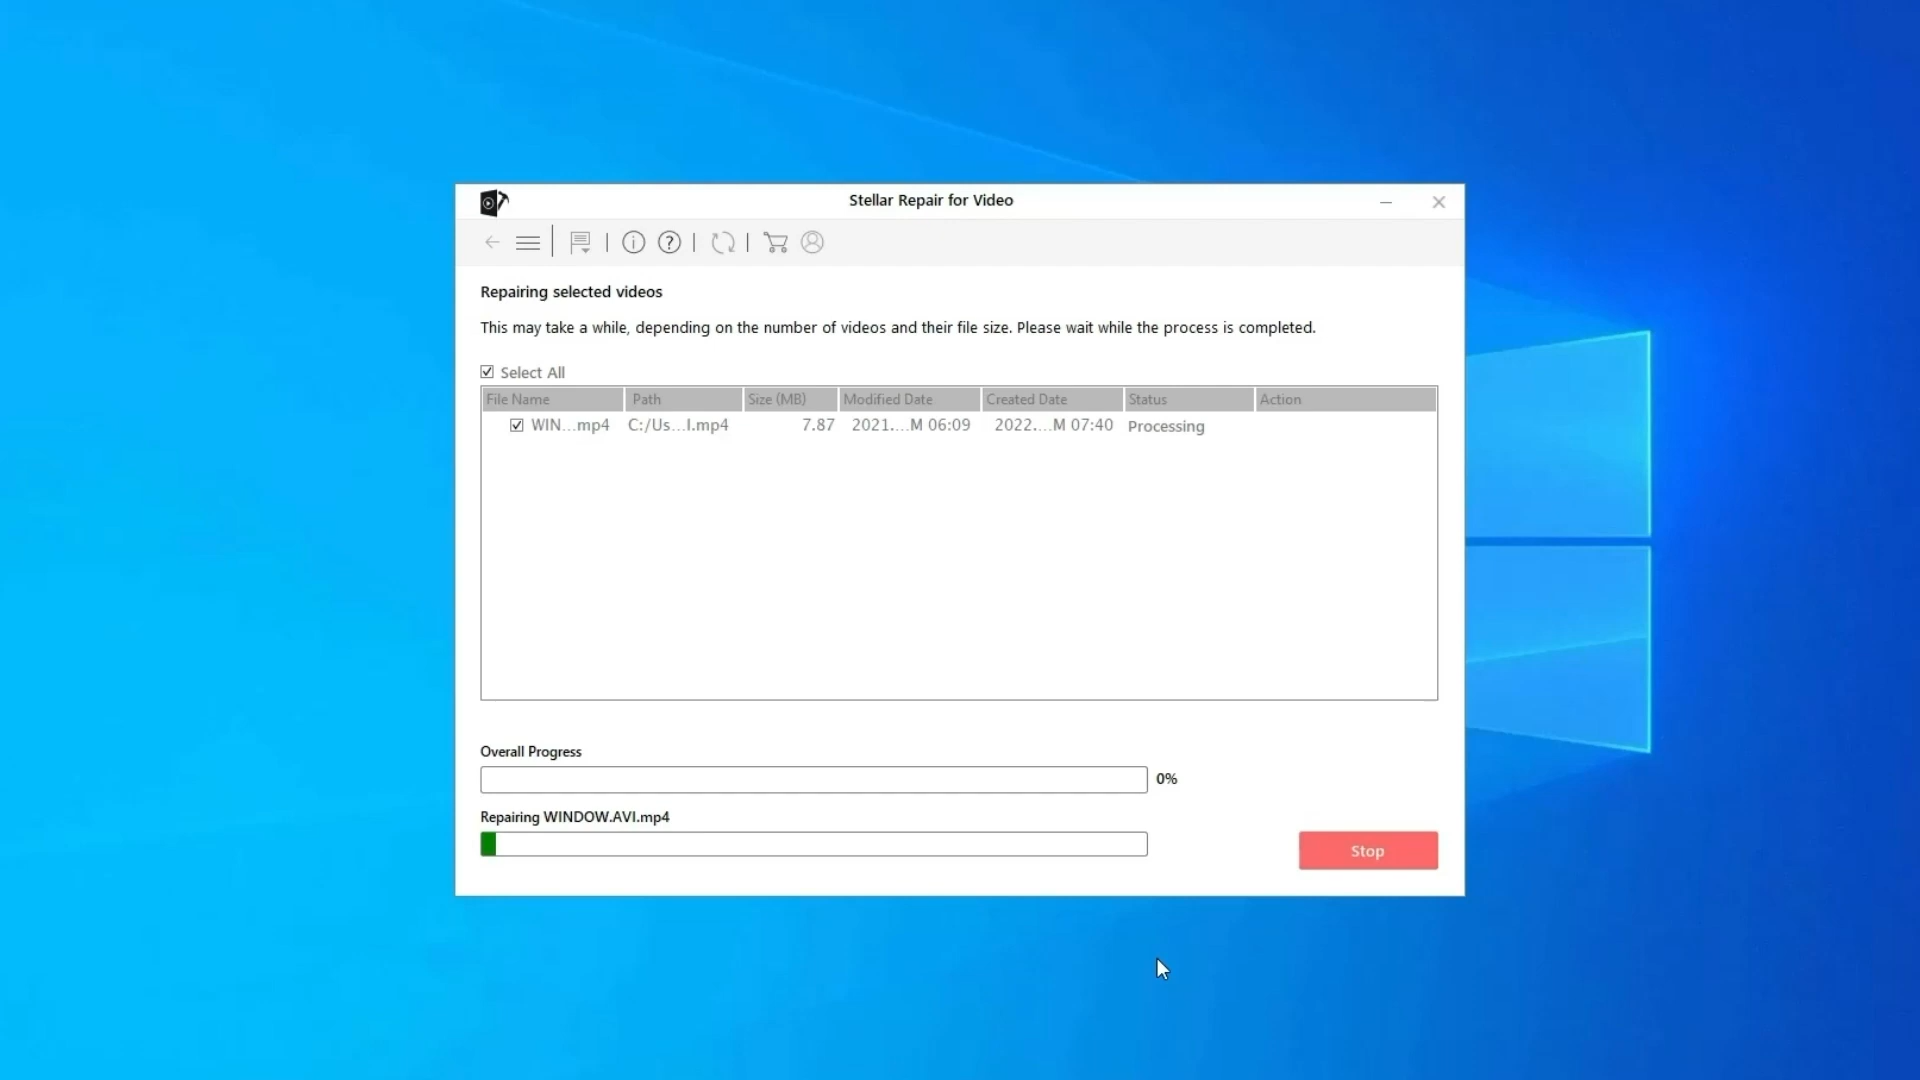 Stellar Repair for Video
Repairing selected videos
This may take a while, depending on the number of videos and their file size. Please wait while the process is completed.
Select All
File Name Path Size (MB) Modified Date Created Date Status Action
WIN...mp4 C:/Us...I.mp4 7.87 2021....M 06:09 2022....M 07:40 Processing
Overall Progress
0%
Repairing WINDOW.AVI.mp4
Stop